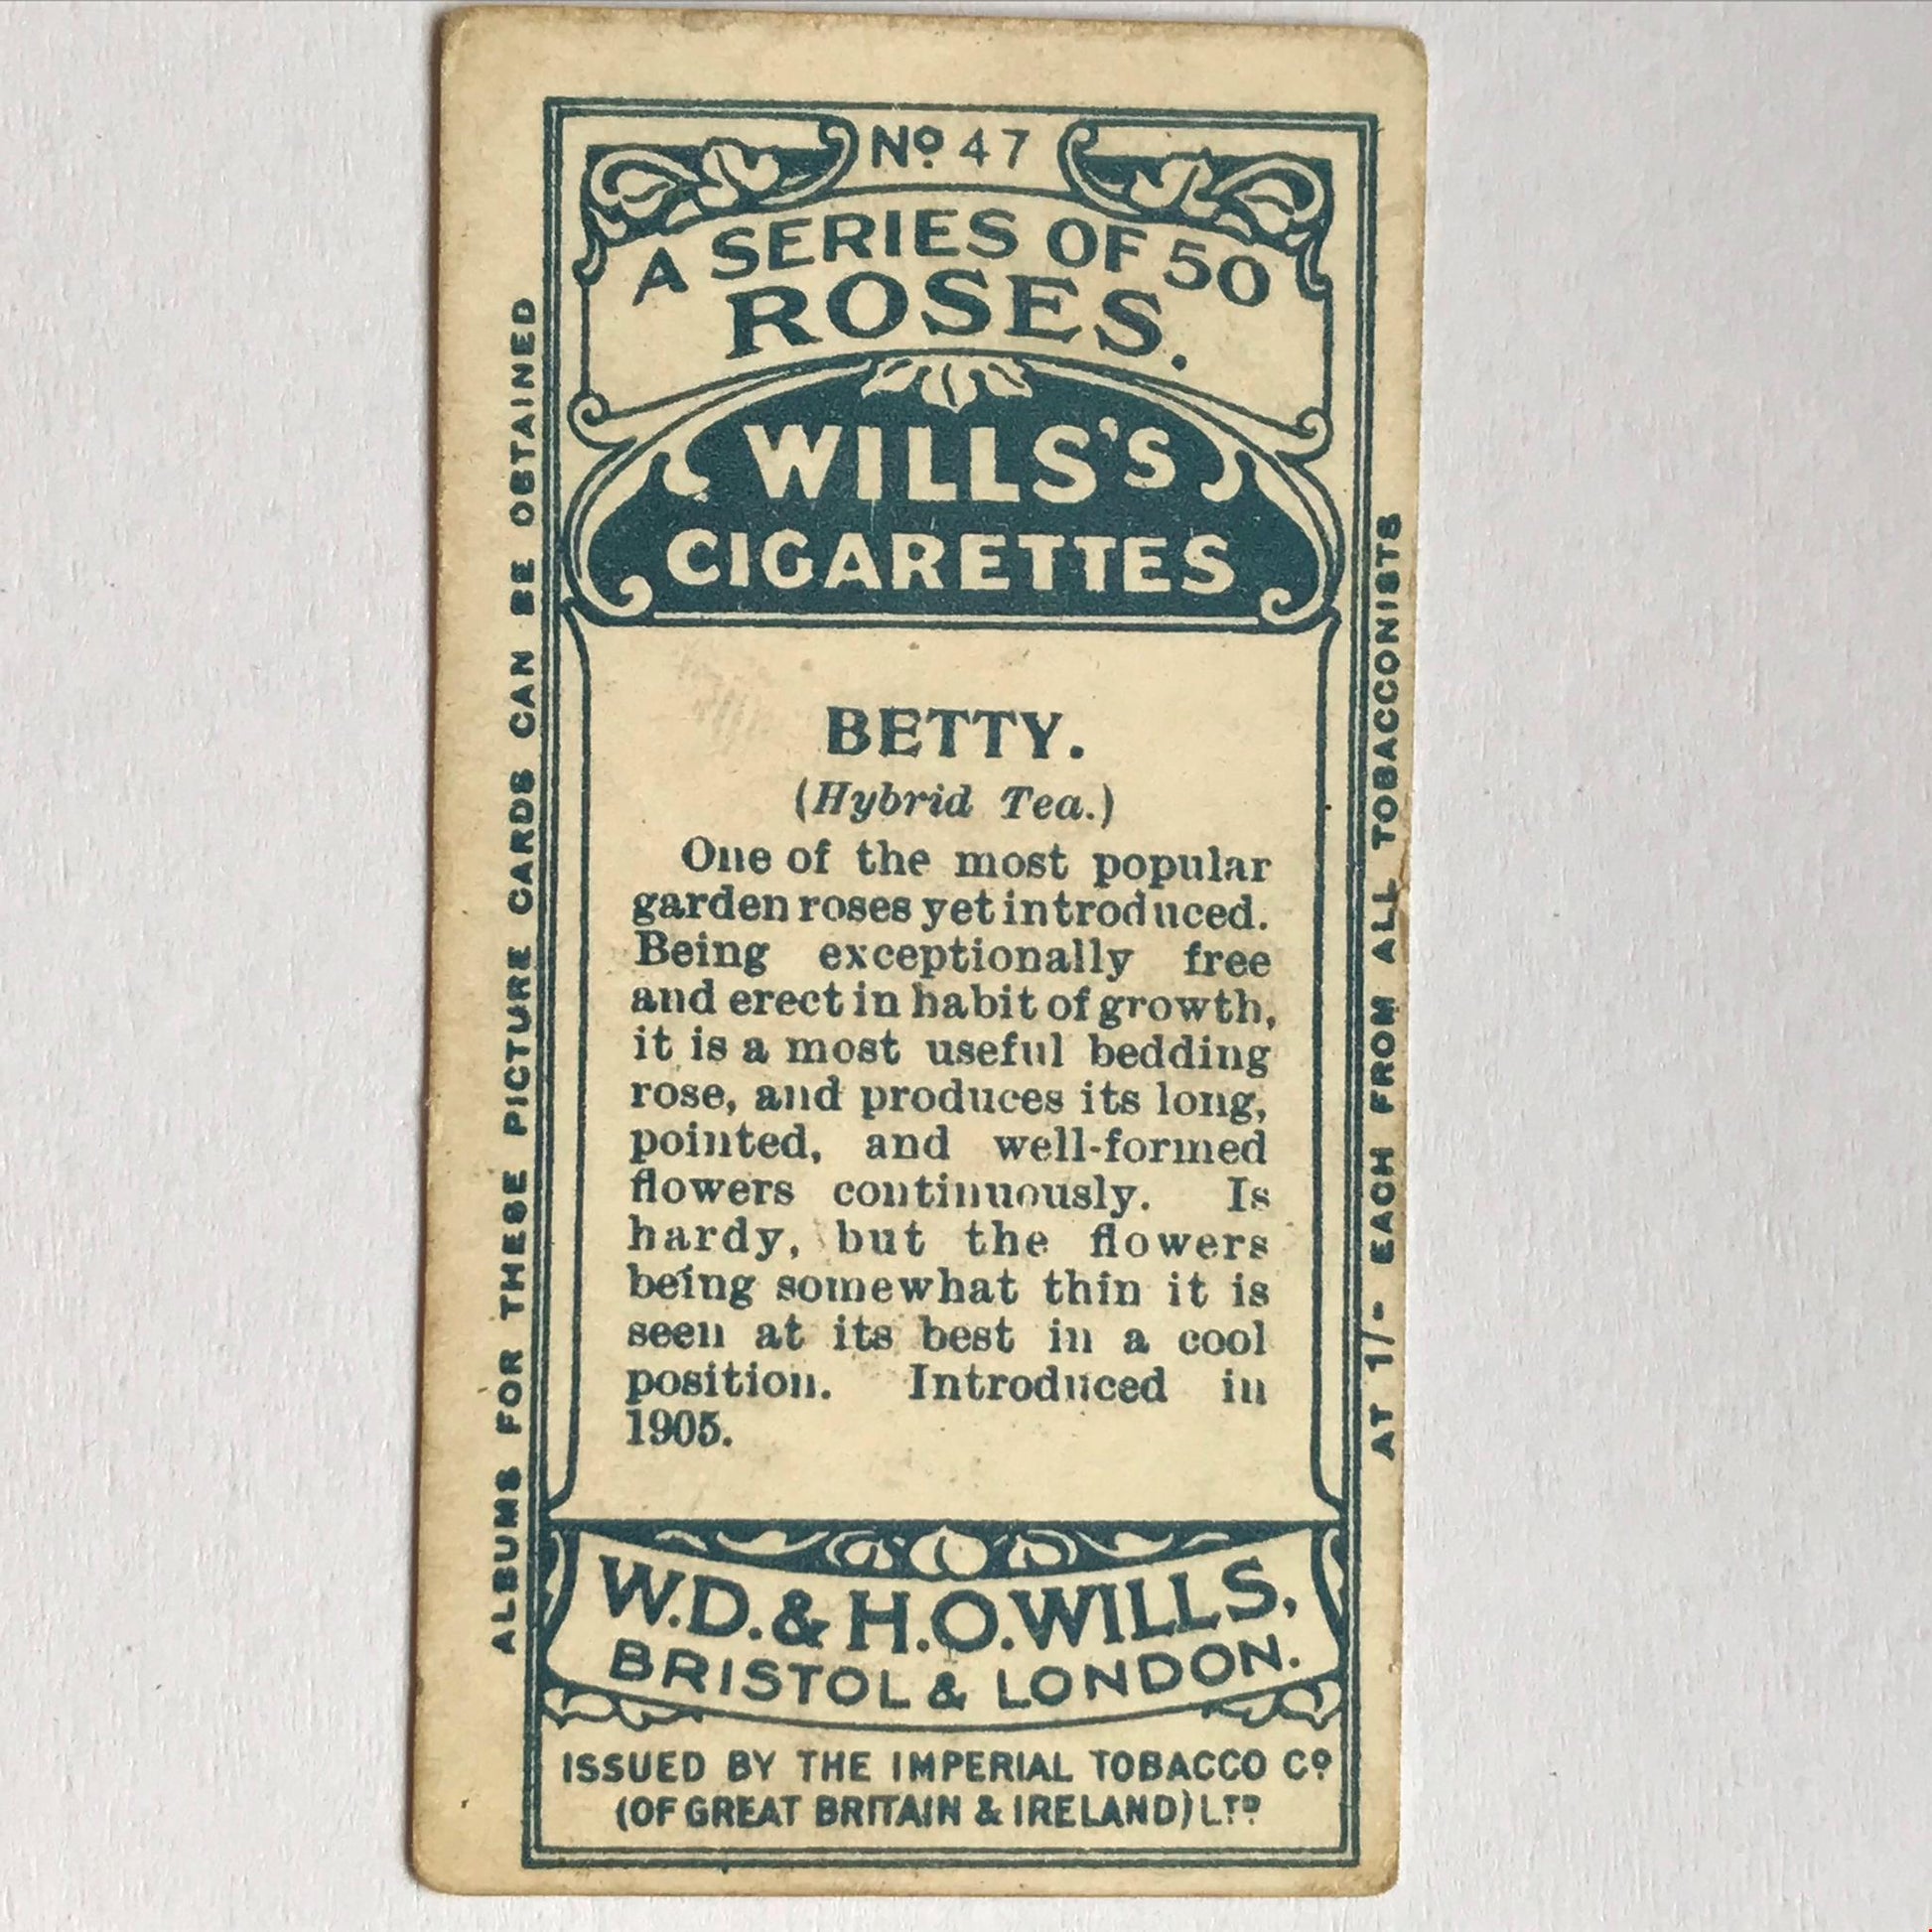 Nº 47
A SERIES OF 50
ROSES.
WILLS'S
CIGARETTES
BETTY.
(Hybrid Tea.)
One of the most popular
garden roses yet introduced.
Being exceptionally free
and erect in habit of growth,
it is a most useful bedding
rose, and produces its long,
pointed, and well-formed
flowers continuously. Is
hardy, but the flowers
being somewhat thin it is
seen at its best in a cool
position. Introduced in
1905.
W.D. & H.O. WILLS,
BRISTOL & LONDON.
ISSUED BY THE IMPERIAL TOBACCO Cº
(OF GREAT BRITAIN & IRELAND) LTD
ALBUMS FOR THESE PICTURE CARDS CAN BE OBTAINED
AT 1/- EACH FROM ALL TOBACCONISTS